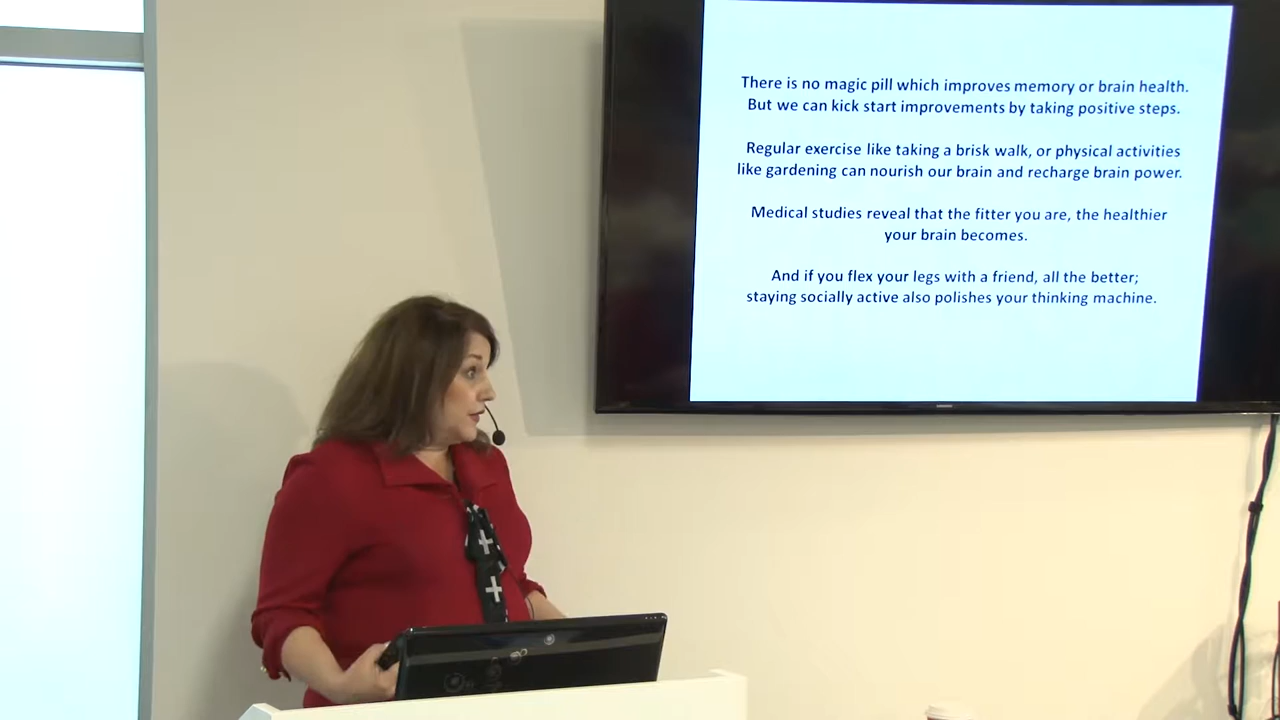 There is no magic pill which improves memory or brain health.
But we can kick start improvements by taking positive steps.
Regular exercise like taking a brisk walk, or physical activities
like gardening can nourish our brain and recharge brain power.
Medical studies reveal that the fitter you are, the healthier
your brain becomes.
And if you flex your legs with a friend, all the better;
staying socially active also polishes your thinking machine.